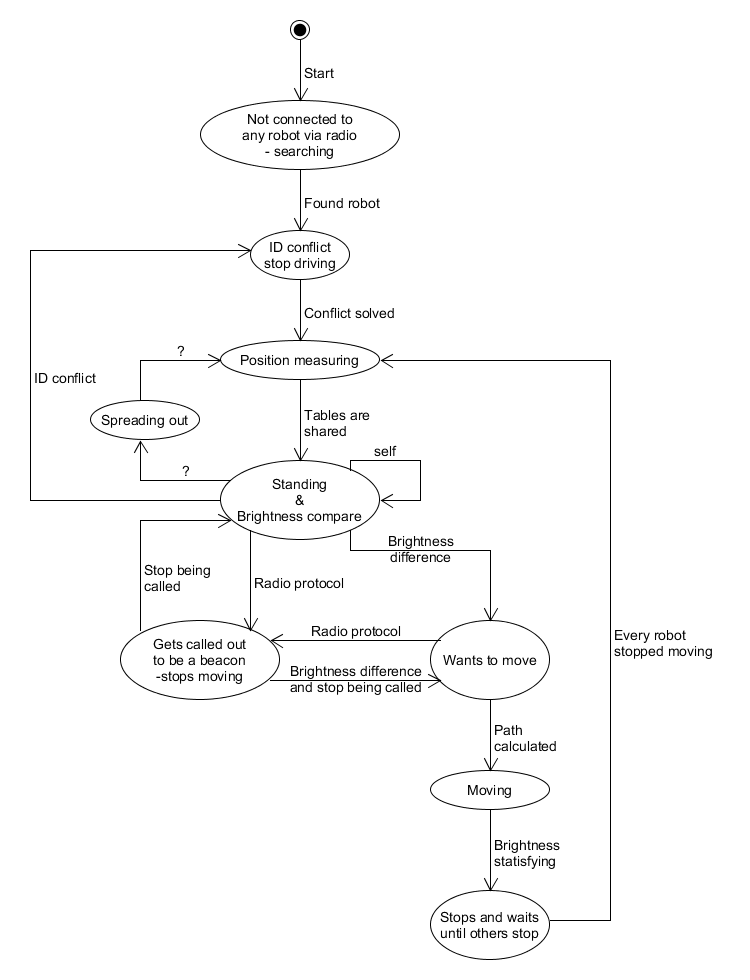 Start
Not connected to
any robot via radio
- searching
Found robot
ID conflict
stop driving
Conflict solved
?
Position measuring
ID conflict
Spreading out
Tables are
shared
?
self
Standing
&
Brightness compare
Brightness
difference
Stop being
called
Radio protocol
Radio protocol
Gets called out
to be a beacon
-stops moving
Brightness difference
and stop being called
Wants to move
Every robot
stopped moving
Path
calculated
Moving
Brightness
statisfying
Stops and waits
until others stop